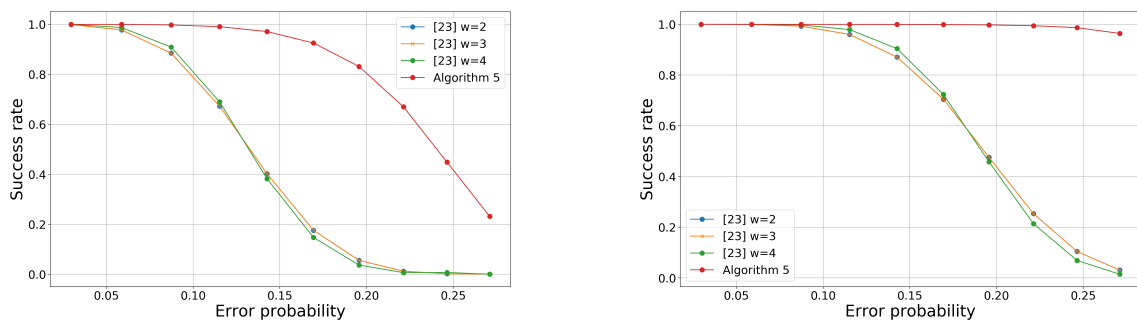 1.0
0.8
0.6
0.4
0.2
0.0
Success rate
0.05 0.10 0.15 0.20 0.25
Error probability
[23] w=2
[23] w=3
[23] w=4
Algorithm 5
1.0
0.8
0.6
0.4
0.2
0.0
Success rate
0.05 0.10 0.15 0.20 0.25
Error probability
[23] w=2
[23] w=3
[23] w=4
Algorithm 5